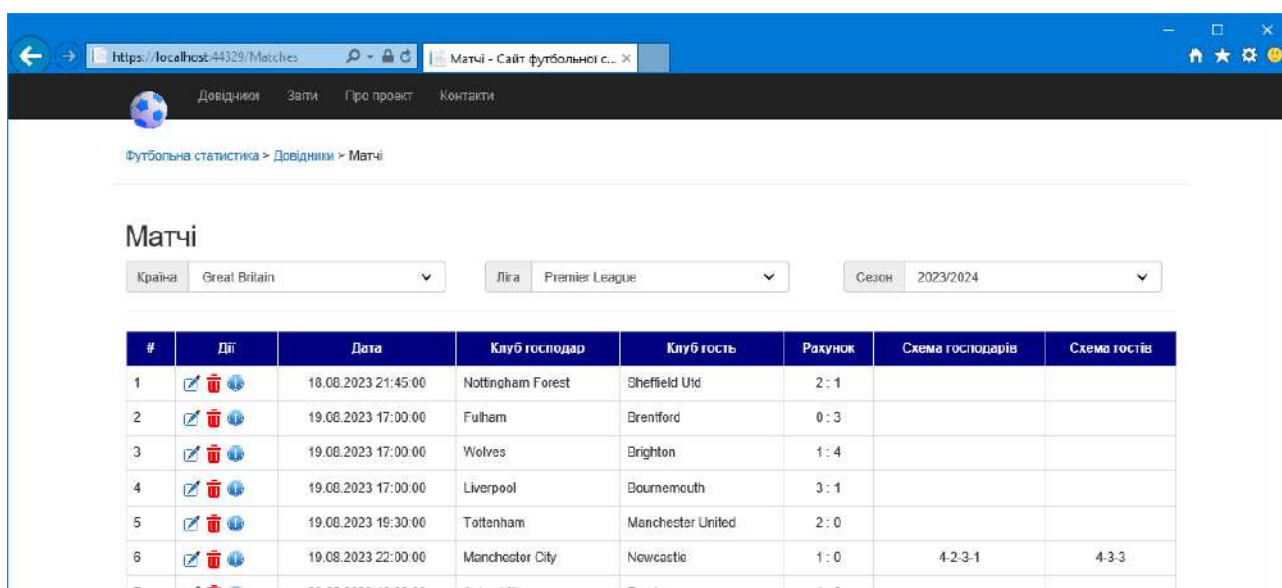 https://localhost:44329/Matches
Матчі - Сайт футбольної с...
Довідники Звіти Про проект Контакти
Футбольна статистика > Довідники > Матчі
Матчі
Країна Great Britain Ліга Premier League Сезон 2023/2024
# Дії Дата Клуб господар Клуб гость Рахунок Схема господарів Схема гостів
1 18.08.2023 21:45:00 Nottingham Forest Sheffield Utd 2 : 1
2 19.08.2023 17:00:00 Fulham Brentford 0 : 3
3 19.08.2023 17:00:00 Wolves Brighton 1 : 4
4 19.08.2023 17:00:00 Liverpool Bournemouth 3 : 1
5 19.08.2023 19:30:00 Tottenham Manchester United 2 : 0
6 19.08.2023 22:00:00 Manchester City Newcastle 1 : 0 4-2-3-1 4-3-3